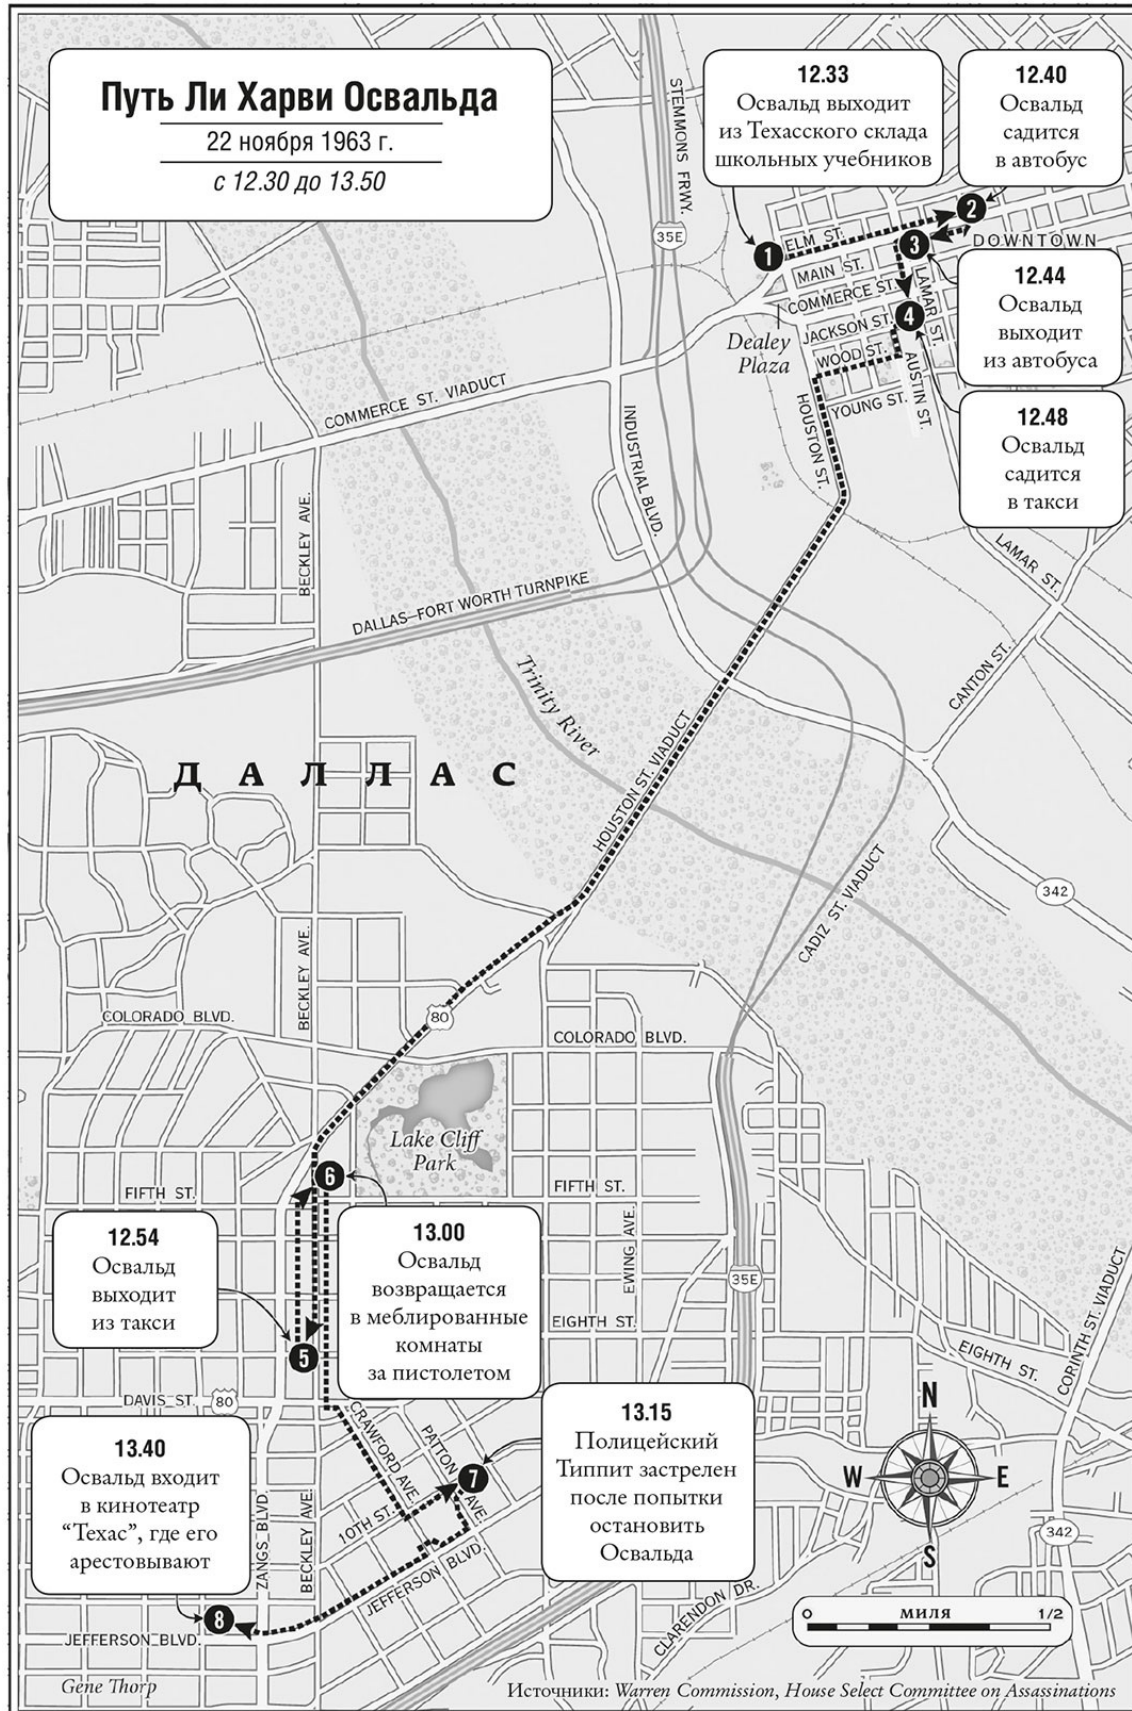 Путь Ли Харви Освальда
22 ноября 1963 г.
с 12.30 до 13.50
12.33
Освальд выходит
из Техасского склада
школьных учебников
12.40
Освальд
садится
в автобус
STEMMONS FRWY.
35E
1
ELM ST.
2
3
DOWNTOWN
MAIN ST.
COMMERCE ST.
LAMAR ST.
4
JACKSON ST.
Dealey
Plaza
WOOD ST.
AUSTIN ST.
YOUNG ST.
HOUSTON ST.
12.44
Освальд
выходит
из автобуса
12.48
Освальд
садится
в такси
COMMERCE ST. VIADUCT
INDUSTRIAL BLVD.
BECKLEY AVE.
LAMAR ST.
DALLAS–FORT WORTH TURNPIKE
CANTON ST.
Trinity River
ДАЛЛАС
HOUSTON ST. VIADUCT
CADIZ ST. VIADUCT
342
BECKLEY AVE.
80
COLORADO BLVD.
COLORADO BLVD.
Lake Cliff
Park
6
FIFTH ST.
FIFTH ST.
12.54
Освальд
выходит
из такси
13.00
Освальд
возвращается
в меблированные
комнаты
за пистолетом
EWING AVE.
35E
EIGHTH ST.
5
EIGHTH ST.
CORINTH ST. VIADUCT
DAVIS ST.
80
CRAWFORD AVE.
PATTON AVE.
7
13.15
Полицейский
Типпит застрелен
после попытки
остановить
Освальда
13.40
Освальд входит
в кинотеатр
“Техас”, где его
арестовывают
10TH ST.
ZANGS BLVD.
BECKLEY AVE.
JEFFERSON BLVD.
8
JEFFERSON BLVD.
N
W
E
S
342
CLARENDON DR.
0 МИЛЯ 1/2
Gene Thorp
Источники: Warren Commission, House Select Committee on Assassinations